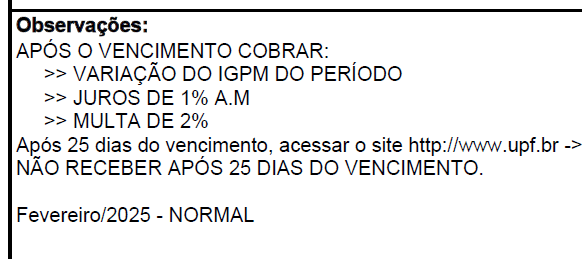 Observações:
APÓS O VENCIMENTO COBRAR:
>> VARIAÇÃO DO IGPM DO PERÍODO
>> JUROS DE 1% A.M
>> MULTA DE 2%
Após 25 dias do vencimento, acessar o site http://www.upf.br ->
NÃO RECEBER APÓS 25 DIAS DO VENCIMENTO.
Fevereiro/2025 - NORMAL